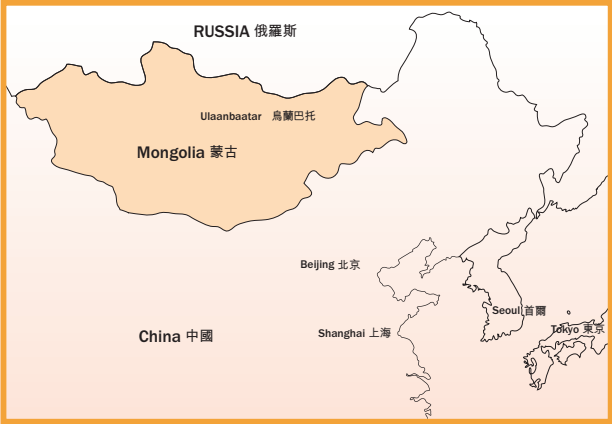 RUSSIA 俄羅斯
Ulaanbaatar 烏蘭巴托
Mongolia 蒙古
Beijing 北京
Seoul 首爾
Tokyo 東京
Shanghai 上海
China 中國